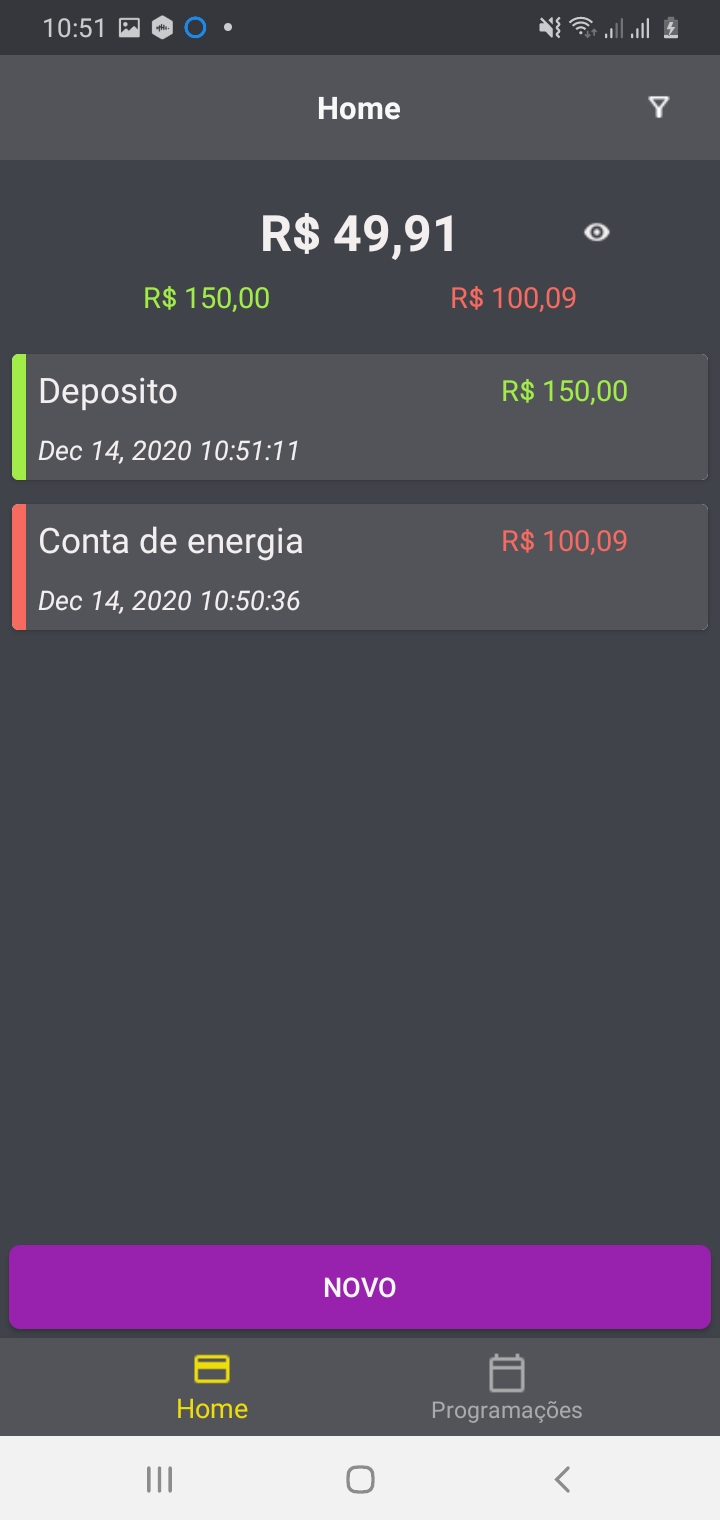 10:51
Home
R$ 49,91
R$ 150,00 R$ 100,09
Deposito R$ 150,00
Dec 14, 2020 10:51:11
Conta de energia R$ 100,09
Dec 14, 2020 10:50:36
NOVO
Home Programações